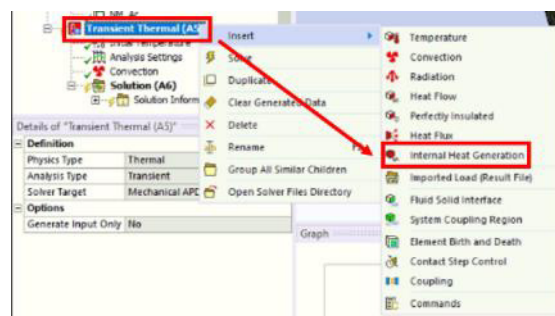 Transient Thermal (A5)
Initial Temperature
Analysis Settings
Convection
Solution (A6)
Solution Inform
Details of "Transient Thermal (A5)"
Definition
Physics Type Thermal
Analysis Type Transient
Solver Target Mechanical APD
Options
Generate Input Only No
Insert
Solve
Duplicate
Clear Generated Data
Delete
Rename
Group All Similar Children
Open Solver Files Directory
Graph
Temperature
Convection
Radiation
Heat Flow
Perfectly Insulated
Heat Flux
Internal Heat Generation
Imported Load (Result File)
Fluid Solid Interface
System Coupling Region
Element Birth and Death
Contact Step Control
Coupling
Commands